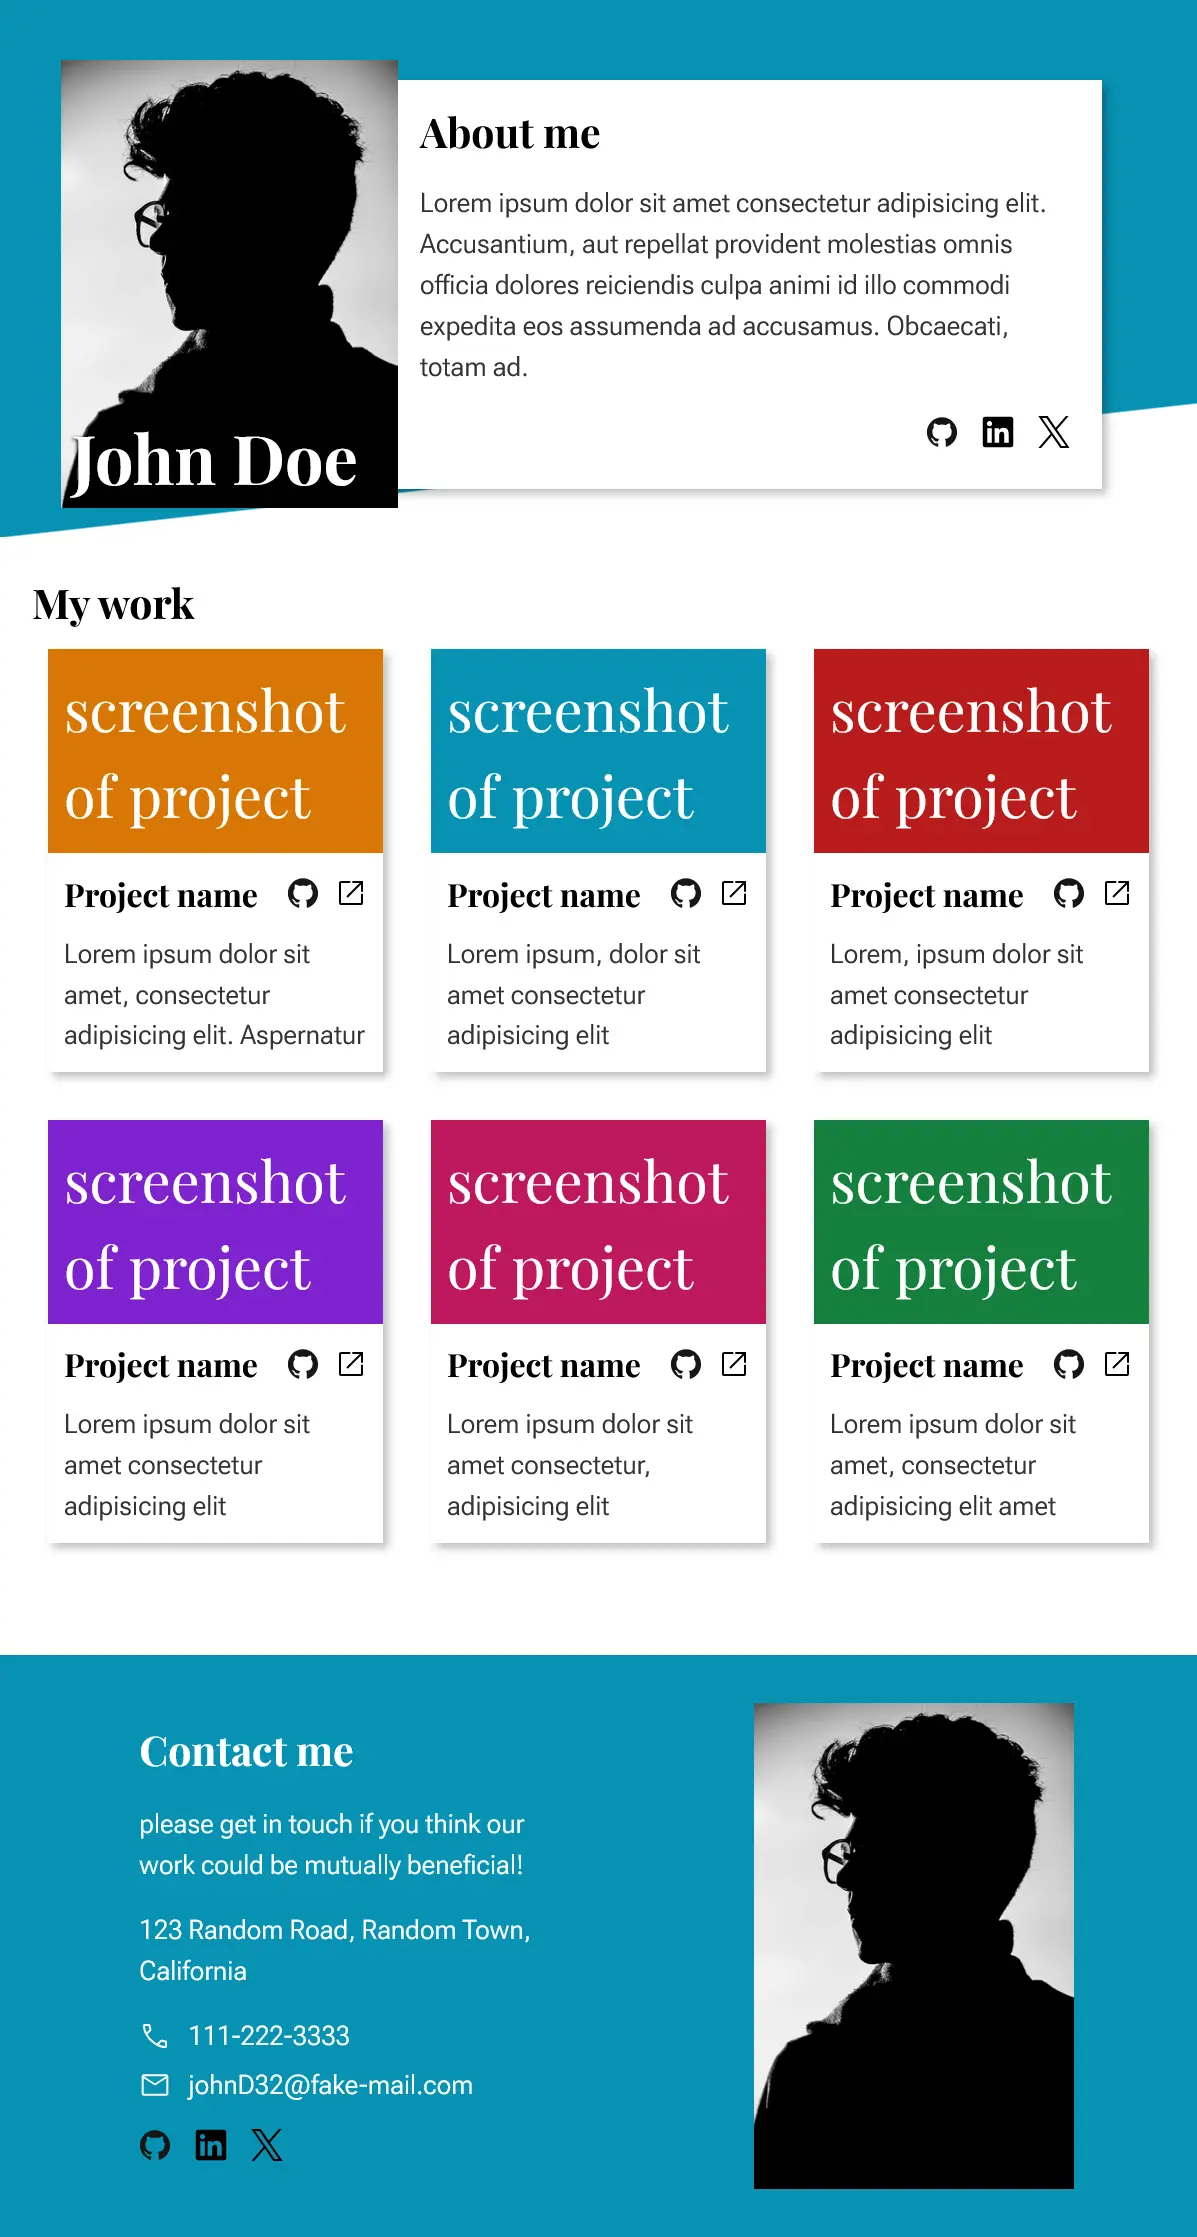 About me
Lorem ipsum dolor sit amet consectetur adipisicing elit.
Accusantium, aut repellat provident molestias omnis
officia dolores reiciendis culpa animi id illo commodi
expedita eos assumenda ad accusamus. Obcaecati,
totam ad.
in
John Doe
My work
screenshot
of project
Project name
Lorem ipsum dolor sit
amet, consectetur
adipisicing elit. Aspernatur
screenshot
of project
Project name
Lorem ipsum, dolor sit
amet consectetur
adipisicing elit
screenshot
of project
Project name
Lorem, ipsum dolor sit
amet consectetur
adipisicing elit
screenshot
of project
Project name
Lorem ipsum dolor sit
amet consectetur
adipisicing elit
screenshot
of project
Project name
Lorem ipsum dolor sit
amet consectetur,
adipisicing elit
screenshot
of project
Project name
Lorem ipsum dolor sit
amet, consectetur
adipisicing elit amet
Contact me
please get in touch if you think our
work could be mutually beneficial!
123 Random Road, Random Town,
California
111-222-3333
johnD32@fake-mail.com
in